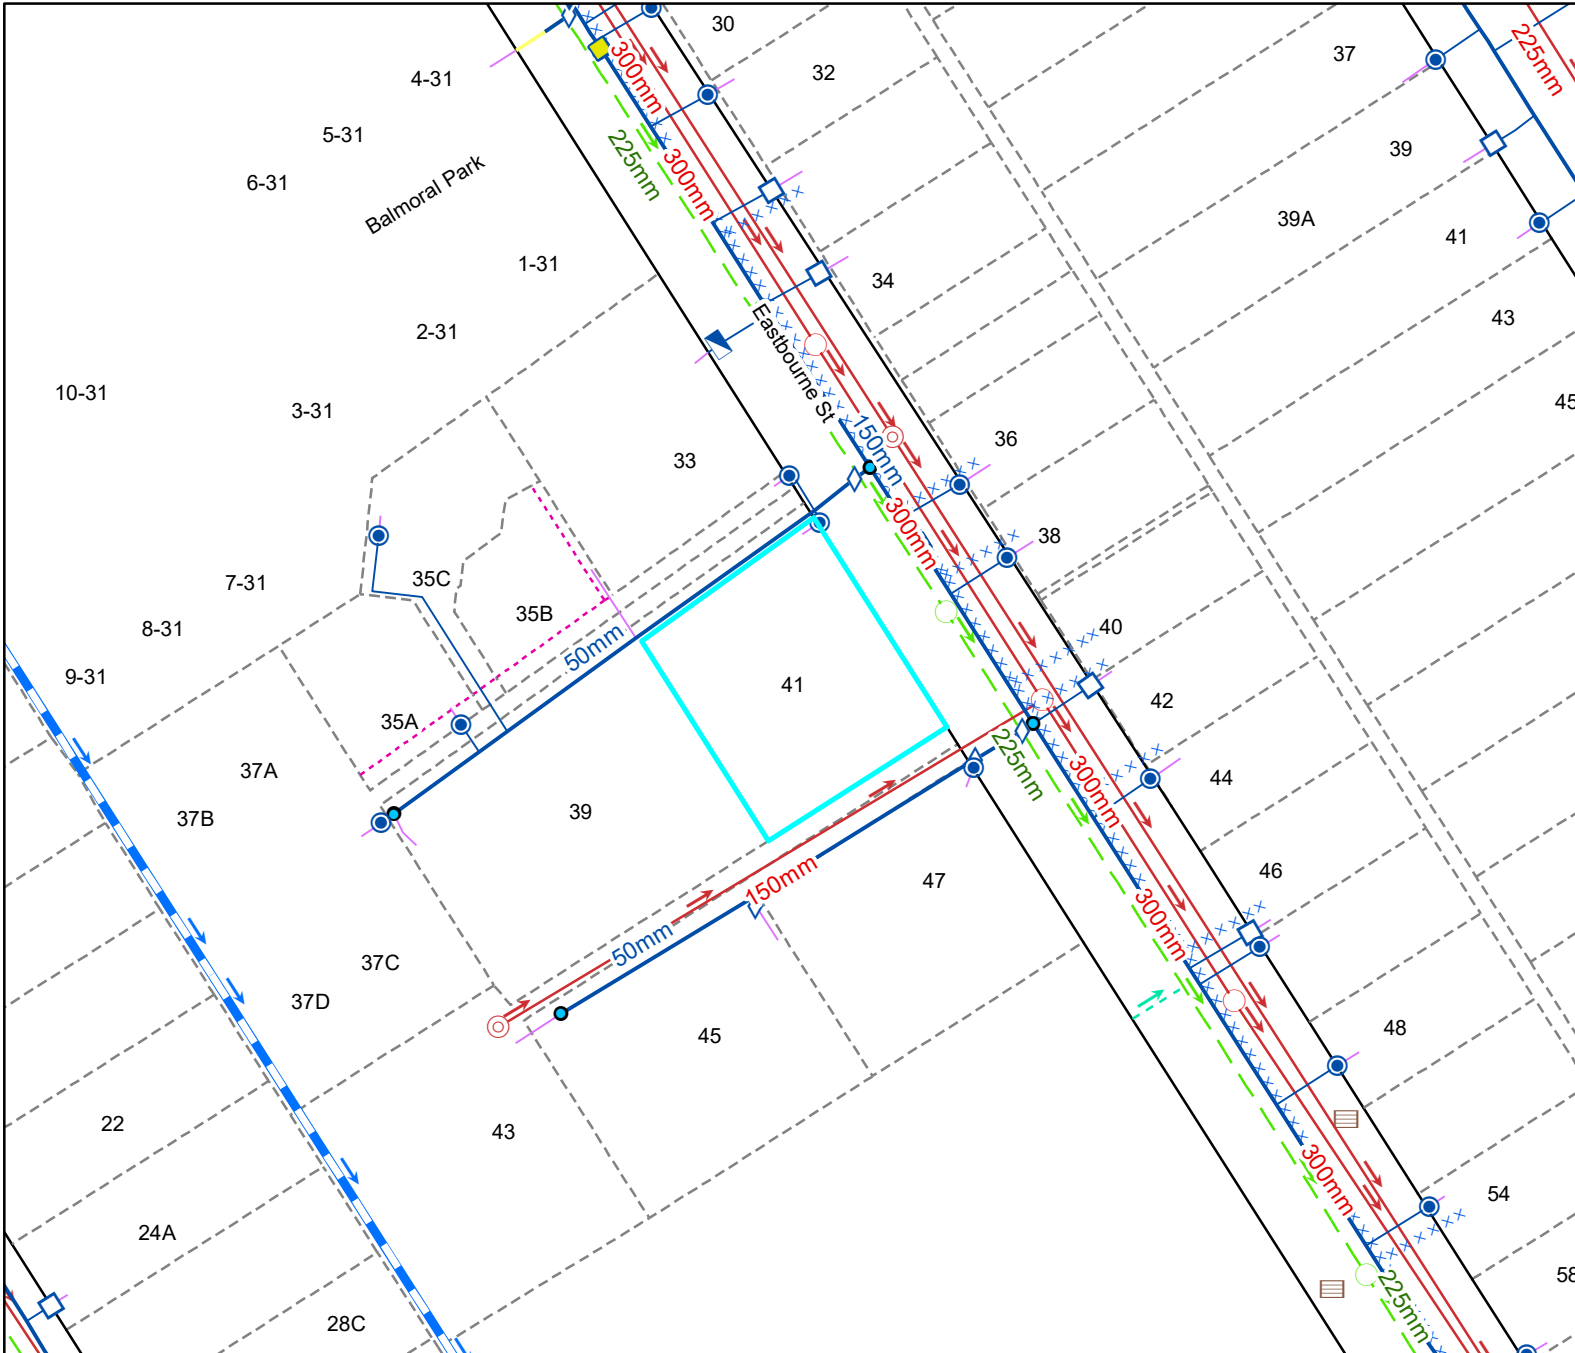 30
37
300mm
225mm
32
4-31
5-31
39
225mm
300mm
6-31
Balmoral Park
39A
41
1-31
34
43
2-31
Eastbourne St
10-31
3-31
45
36
150mm
33
300mm
38
35C
7-31
35B
8-31
40
50mm
9-31
41
42
35A
225mm
37A
44
300mm
37B
39
46
150mm
47
300mm
50mm
37C
37D
48
45
22
43
300mm
54
24A
58
225mm
28C